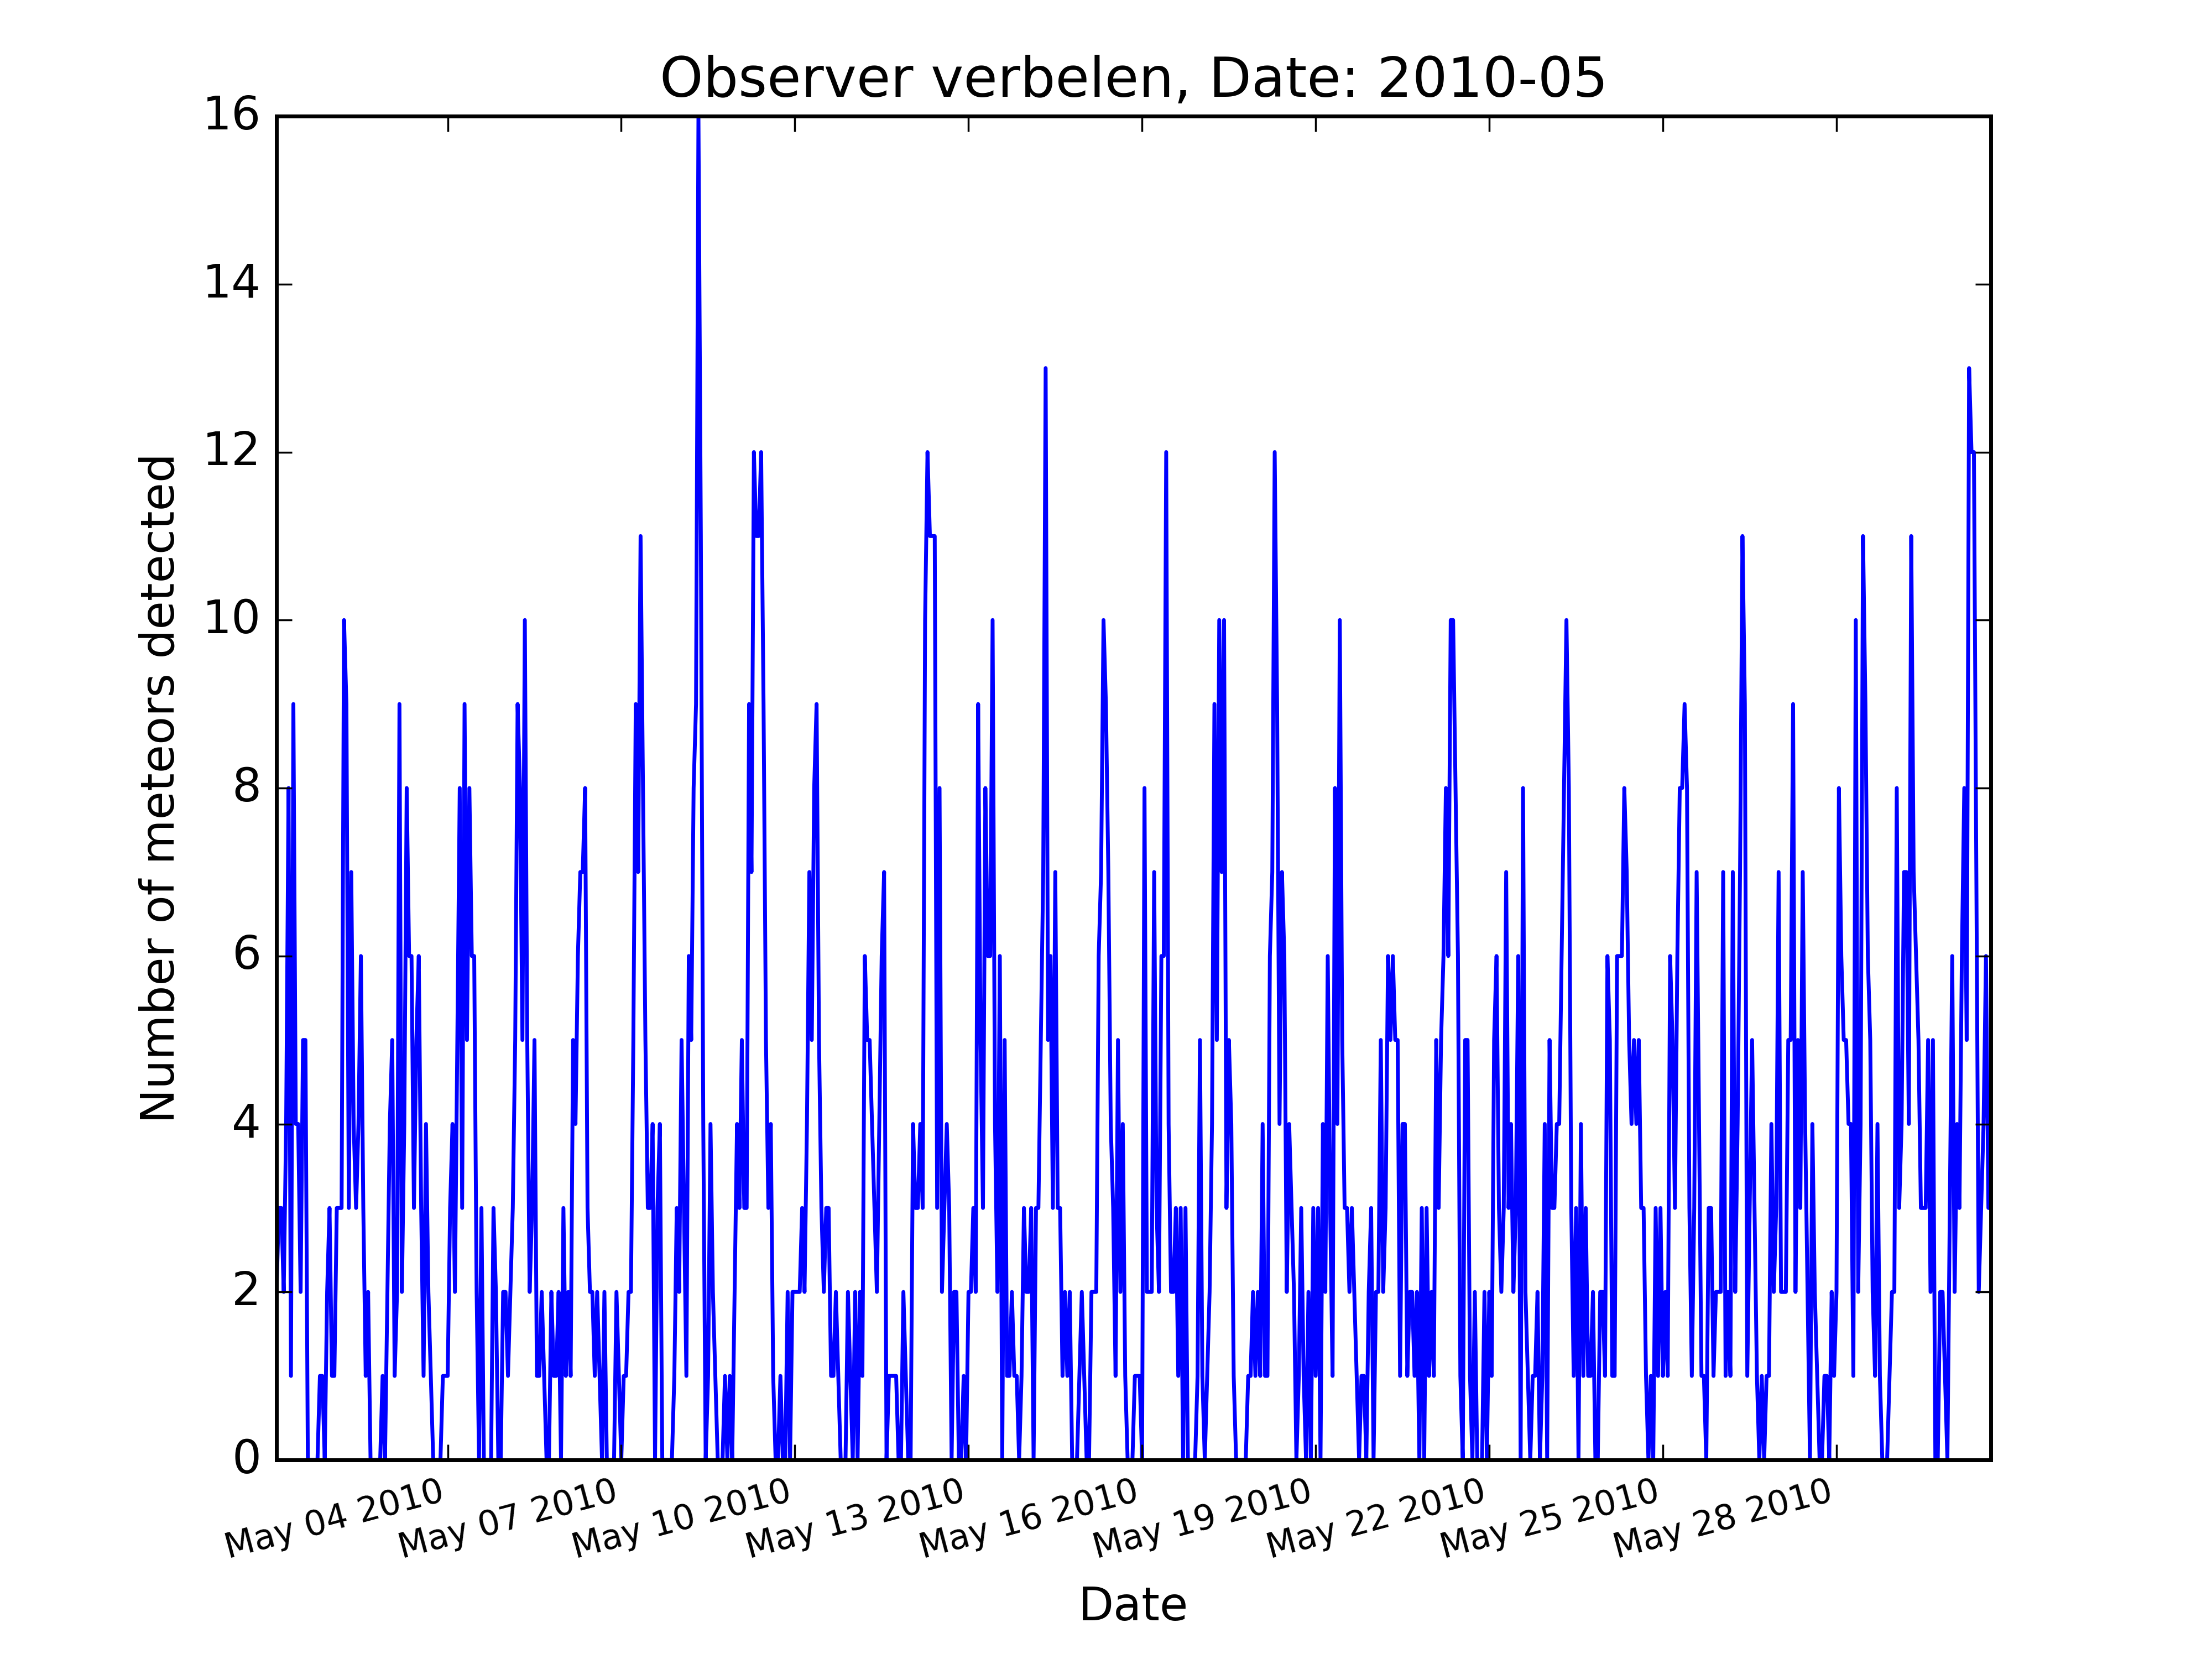 Observer verbelen, Date: 2010-05
16
14
12
10
8
6
4
2
0
Number of meteors detected
May 04 2010
May 07 2010
May 10 2010
May 13 2010
May 16 2010
May 19 2010
May 22 2010
May 25 2010
May 28 2010
Date